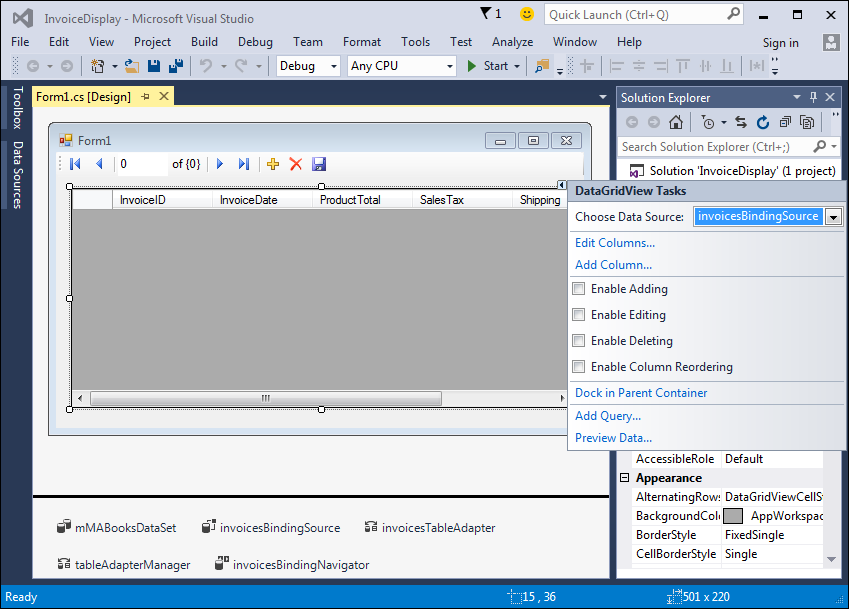 InvoiceDisplay - Microsoft Visual Studio
1
Quick Launch (Ctrl+Q)
File Edit View Project Build Debug Team Format Tools Test Analyze Window Help
Sign in
Debug Any CPU Start
Toolbox
Data Sources
Form1.cs [Design]
Form1
0 of {0}
InvoiceID InvoiceDate ProductTotal SalesTax Shipping
Solution Explorer
Search Solution Explorer (Ctrl+;)
Solution 'InvoiceDisplay' (1 project)
DataGridView Tasks
Choose Data Source: invoicesBindingSource
Edit Columns...
Add Column...
Enable Adding
Enable Editing
Enable Deleting
Enable Column Reordering
Dock in Parent Container
Add Query...
Preview Data...
AccessibleRole Default
Appearance
AlternatingRows DataGridViewCellSt
BackgroundColo AppWorkspac
BorderStyle FixedSingle
CellBorderStyle Single
mMABooksDataSet invoicesBindingSource invoicesTableAdapter
tableAdapterManager invoicesBindingNavigator
Ready 15 , 36 501 x 220